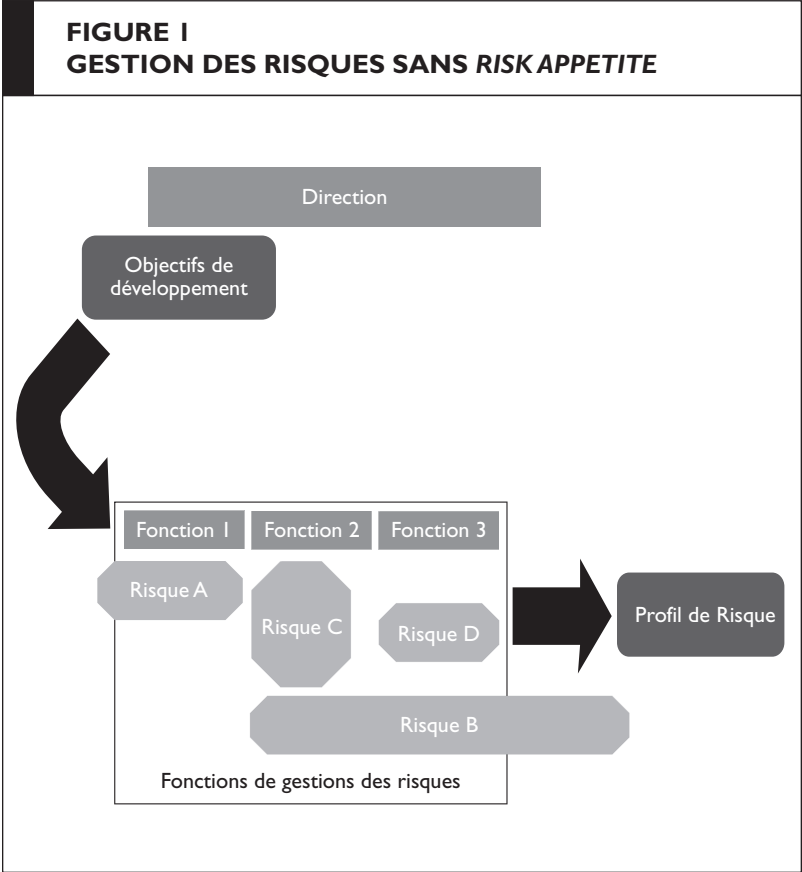 FIGURE 1
GESTION DES RISQUES SANS RISK APPETITE
Direction
Objectifs de
développement
Fonction 1
Fonction 2
Fonction 3
Risque A
Risque C
Risque D
Profil de Risque
Risque B
Fonctions de gestions des risques